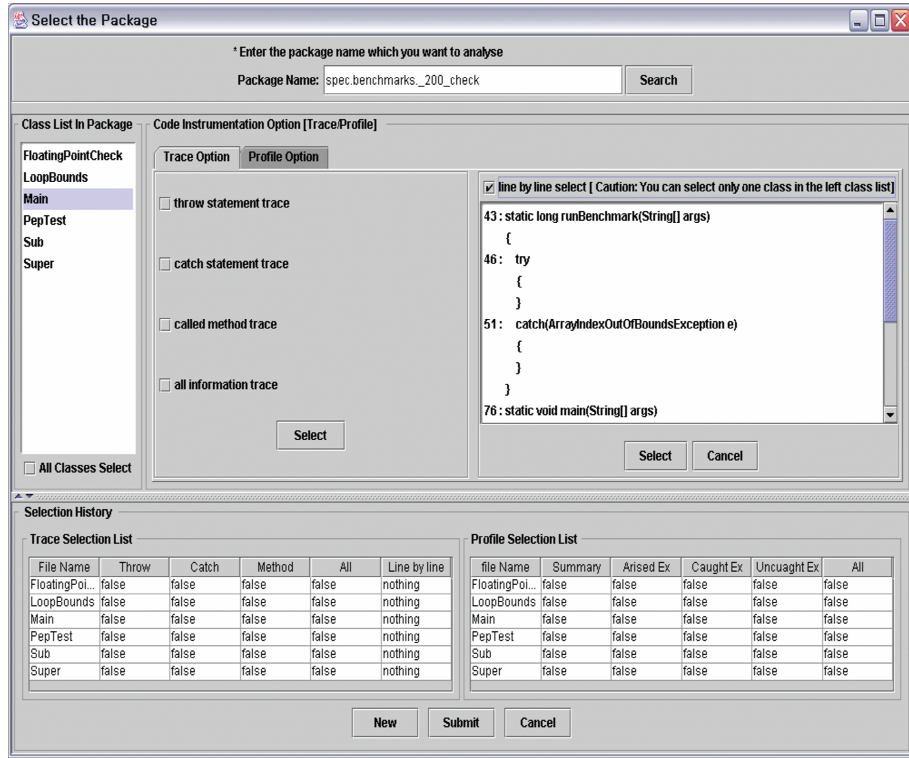 Select the Package
* Enter the package name which you want to analyse
Package Name: spec.benchmarks._200_check Search
Class List In Package
FloatingPointCheck
LoopBounds
Main
PepTest
Sub
Super
All Classes Select
Code Instrumentation Option [Trace/Profile]
Trace Option Profile Option
throw statement trace
catch statement trace
called method trace
all information trace
Select
line by line select [ Caution: You can select only one class in the left class list]
43 : static long runBenchmark(String[] args)
{
46 : try
{
}
51 : catch(ArrayIndexOutOfBoundsException e)
{
}
}
76 : static void main(String[] args)
Select Cancel
Selection History
Trace Selection List
File Name Throw Catch Method All Line by line
FloatingPoi... false false false false nothing
LoopBounds false false false false nothing
Main false false false false nothing
PepTest false false false false nothing
Sub false false false false nothing
Super false false false false nothing
Profile Selection List
file Name Summary Arised Ex Caught Ex Uncuaght Ex All
FloatingPoi... false false false false false
LoopBounds false false false false false
Main false false false false false
PepTest false false false false false
Sub false false false false false
Super false false false false false
New Submit Cancel